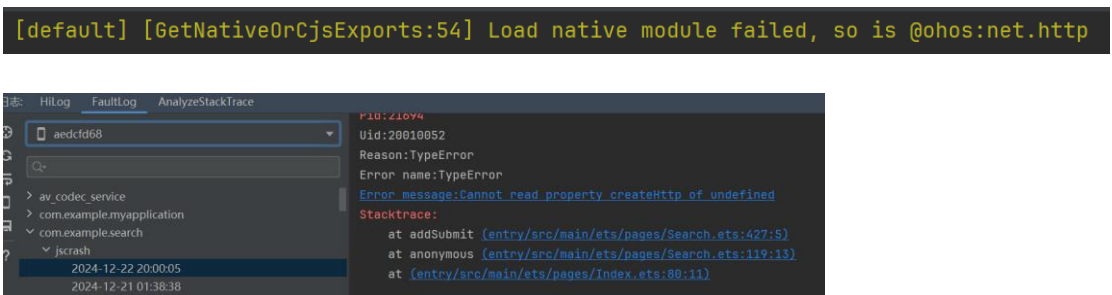 [default] [GetNativeOrCjsExports:54] Load native module failed, so is @ohos:net.http
日志: HiLog FaultLog AnalyzeStackTrace
aedcfd68
av_codec_service
com.example.myapplication
com.example.search
jscrash
2024-12-22 20:00:05
2024-12-21 01:38:38
Pid:21694
Uid:20010052
Reason:TypeError
Error name:TypeError
Error message:Cannot read property createHttp of undefined
Stacktrace:
at addSubmit (entry/src/main/ets/pages/Search.ets:427:5)
at anonymous (entry/src/main/ets/pages/Search.ets:119:13)
at (entry/src/main/ets/pages/Index.ets:80:11)